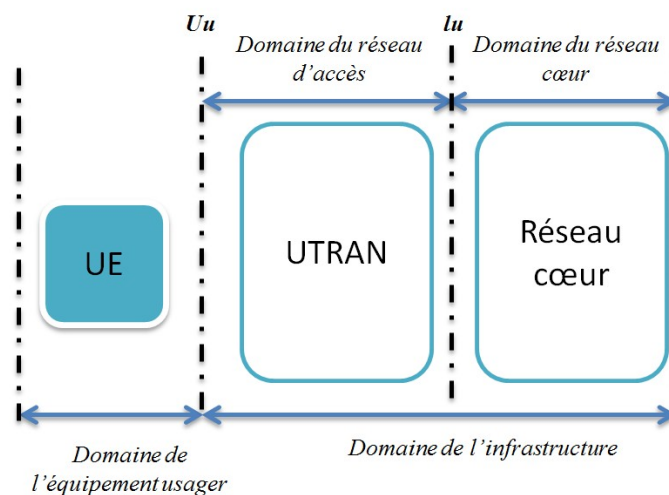 Uu
Iu
Domaine du réseau
d’accès
Domaine du réseau
cœur
UE
UTRAN
Réseau
cœur
Domaine de
l’équipement usager
Domaine de l’infrastructure